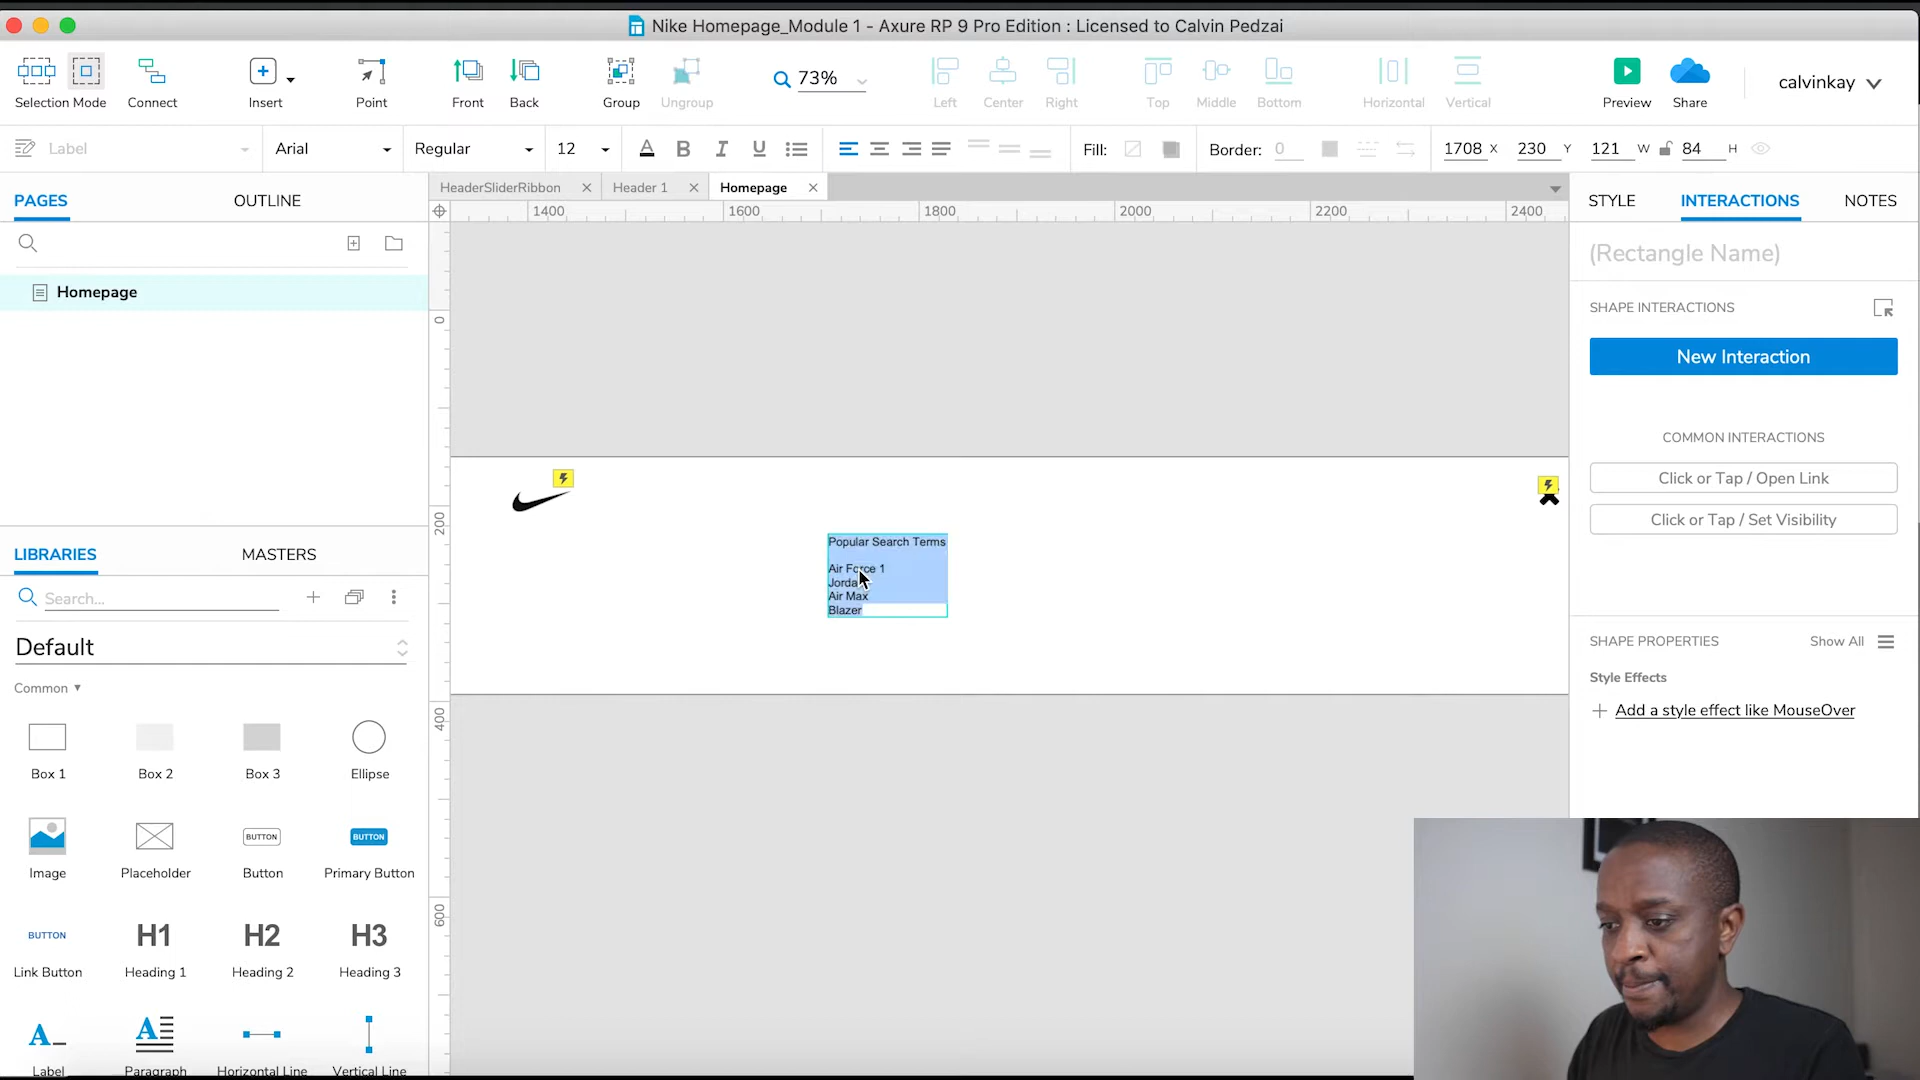 Nike Homepage_Module 1 - Axure RP 9 Pro Edition : Licensed to Calvin Pedzai
Selection Mode
Connect
Insert
Point
Front
Back
Group
Ungroup
73%
Left
Center
Right
Top
Middle
Bottom
Horizontal
Vertical
Preview
Share
calvinkay
Label
Arial
Regular
12
Fill:
Border: 0
1708 X
230 Y
121 W
84 H
PAGES
OUTLINE
Homepage
HeaderSliderRibbon
Header 1
Homepage
1400
1600
1800
2000
2200
2400
0
200
400
600
Popular Search Terms
Air Force 1
Jorda
Air Max
Blazer
LIBRARIES
MASTERS
Search...
Default
Common
Box 1
Box 2
Box 3
Ellipse
BUTTON
BUTTON
Image
Placeholder
Button
Primary Button
BUTTON
H1
H2
H3
Link Button
Heading 1
Heading 2
Heading 3
A
A
Label
Paragraph
Horizontal Line
Vertical Line
STYLE
INTERACTIONS
NOTES
(Rectangle Name)
SHAPE INTERACTIONS
New Interaction
COMMON INTERACTIONS
Click or Tap / Open Link
Click or Tap / Set Visibility
SHAPE PROPERTIES
Show All
Style Effects
Add a style effect like MouseOver